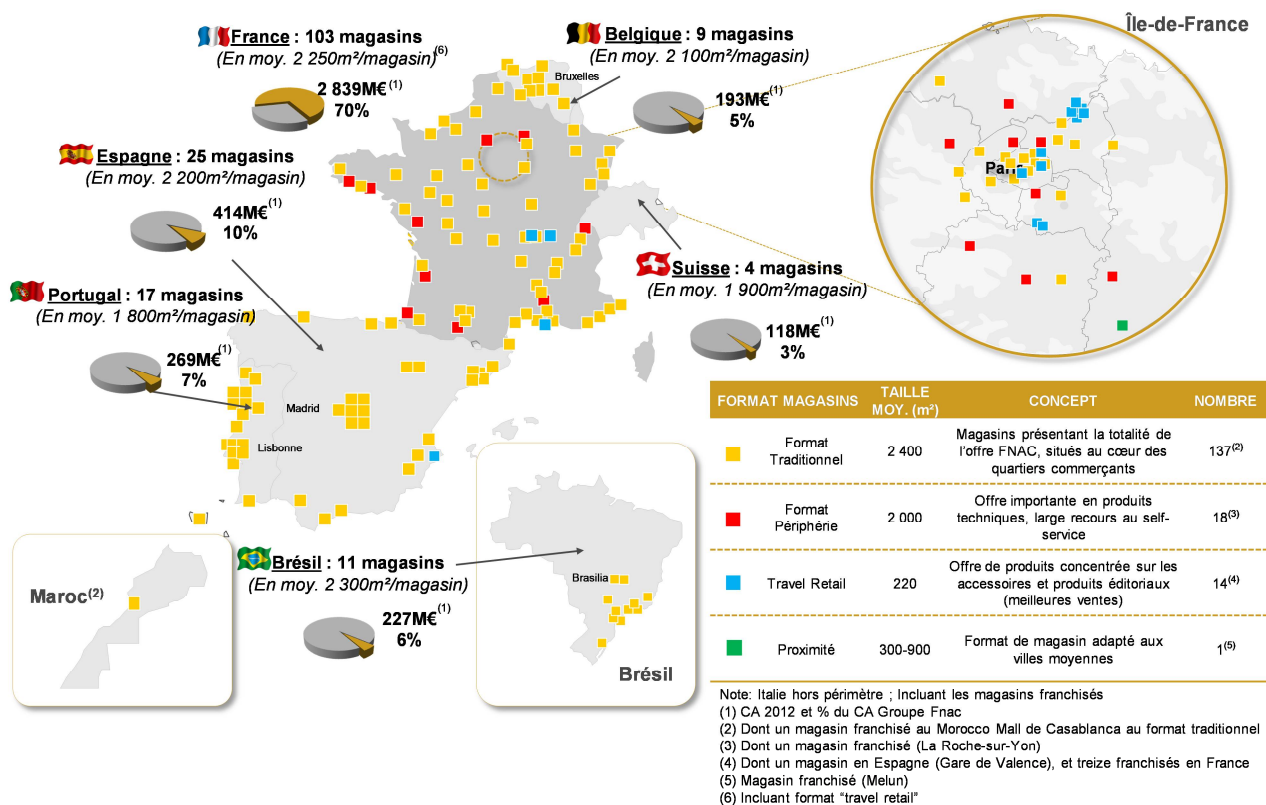 France : 103 magasins
(En moy. 2 250m²/magasin)(6)
2 839M€(1)
70%
Belgique : 9 magasins
(En moy. 2 100m²/magasin)
193M€(1)
5%
Bruxelles
Île-de-France
Paris
Espagne : 25 magasins
(En moy. 2 200m²/magasin)
414M€(1)
10%
Suisse : 4 magasins
(En moy. 1 900m²/magasin)
118M€(1)
3%
Portugal : 17 magasins
(En moy. 1 800m²/magasin)
269M€(1)
7%
Madrid
Lisbonne
Brésil : 11 magasins
(En moy. 2 300m²/magasin)
227M€(1)
6%
Maroc(2)
Brasilia
Brésil
FORMAT MAGASINS
TAILLE
MOY. (m²)
CONCEPT
NOMBRE
Format
Traditionnel
2 400
Magasins présentant la totalité de
l'offre FNAC, situés au cœur des
quartiers commerçants
137(2)
Format
Périphérie
2 000
Offre importante en produits
techniques, large recours au self-
service
18(3)
Travel Retail
220
Offre de produits concentrée sur les
accessoires et produits éditoriaux
(meilleures ventes)
14(4)
Proximité
300-900
Format de magasin adapté aux
villes moyennes
1(5)
Note: Italie hors périmètre ; Incluant les magasins franchisés
(1) CA 2012 et % du CA Groupe Fnac
(2) Dont un magasin franchisé au Morocco Mall de Casablanca au format traditionnel
(3) Dont un magasin franchisé (La Roche-sur-Yon)
(4) Dont un magasin en Espagne (Gare de Valence), et treize franchisés en France
(5) Magasin franchisé (Melun)
(6) Incluant format “travel retail”